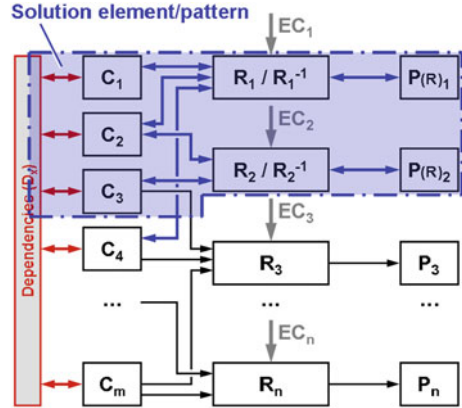 Solution element/pattern
EC1
C1
R1 / R1-1
P(R)1
EC2
C2
R2 / R2-1
P(R)2
C3
EC3
Dependencies (Dx)
C4
R3
P3
...
...
...
ECn
Cm
Rn
Pn